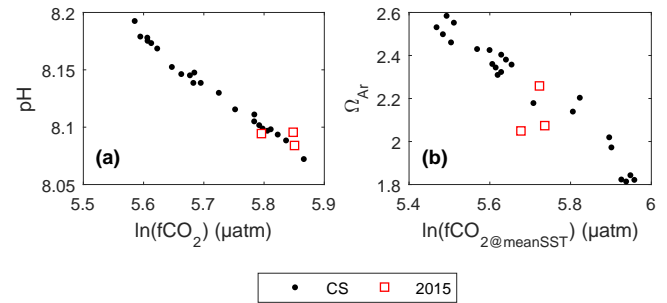 8.2
8.15
8.1
8.05
pH
(a)
5.5 5.6 5.7 5.8 5.9
ln(fCO₂) (µatm)
2.6
2.4
2.2
2
1.8
Ω_Ar
(b)
5.4 5.6 5.8 6
ln(fCO₂@meanSST) (µatm)
CS 2015